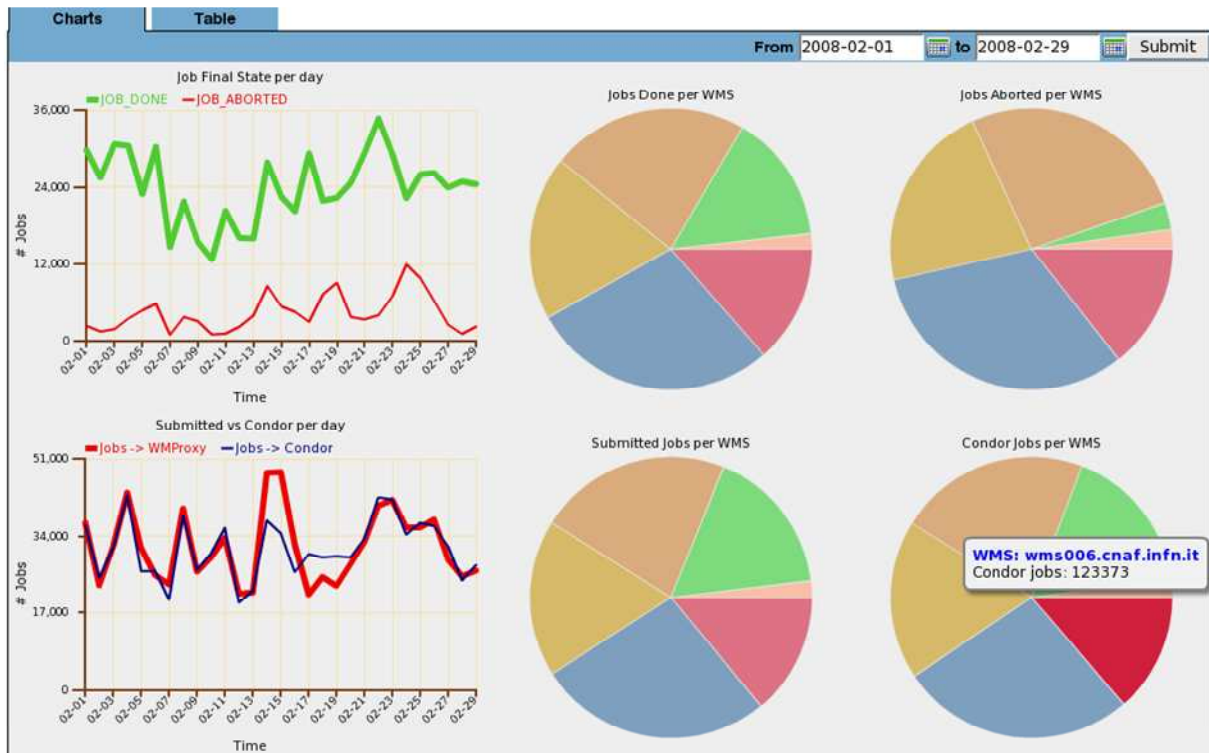 Charts
Table
From 2008-02-01 to 2008-02-29 Submit
Job Final State per day
JOB_DONE JOB_ABORTED
36,000
24,000
12,000
0
# Jobs
02-01 02-03 02-05 02-07 02-09 02-11 02-13 02-15 02-17 02-19 02-21 02-23 02-25 02-27 02-29
Time
Jobs Done per WMS
Jobs Aborted per WMS
Submitted vs Condor per day
Jobs -> WMProxy Jobs -> Condor
51,000
34,000
17,000
0
# Jobs
02-01 02-03 02-05 02-07 02-09 02-11 02-13 02-15 02-17 02-19 02-21 02-23 02-25 02-27 02-29
Time
Submitted Jobs per WMS
Condor Jobs per WMS
WMS: wms006.cnaf.infn.it
Condor jobs: 123373